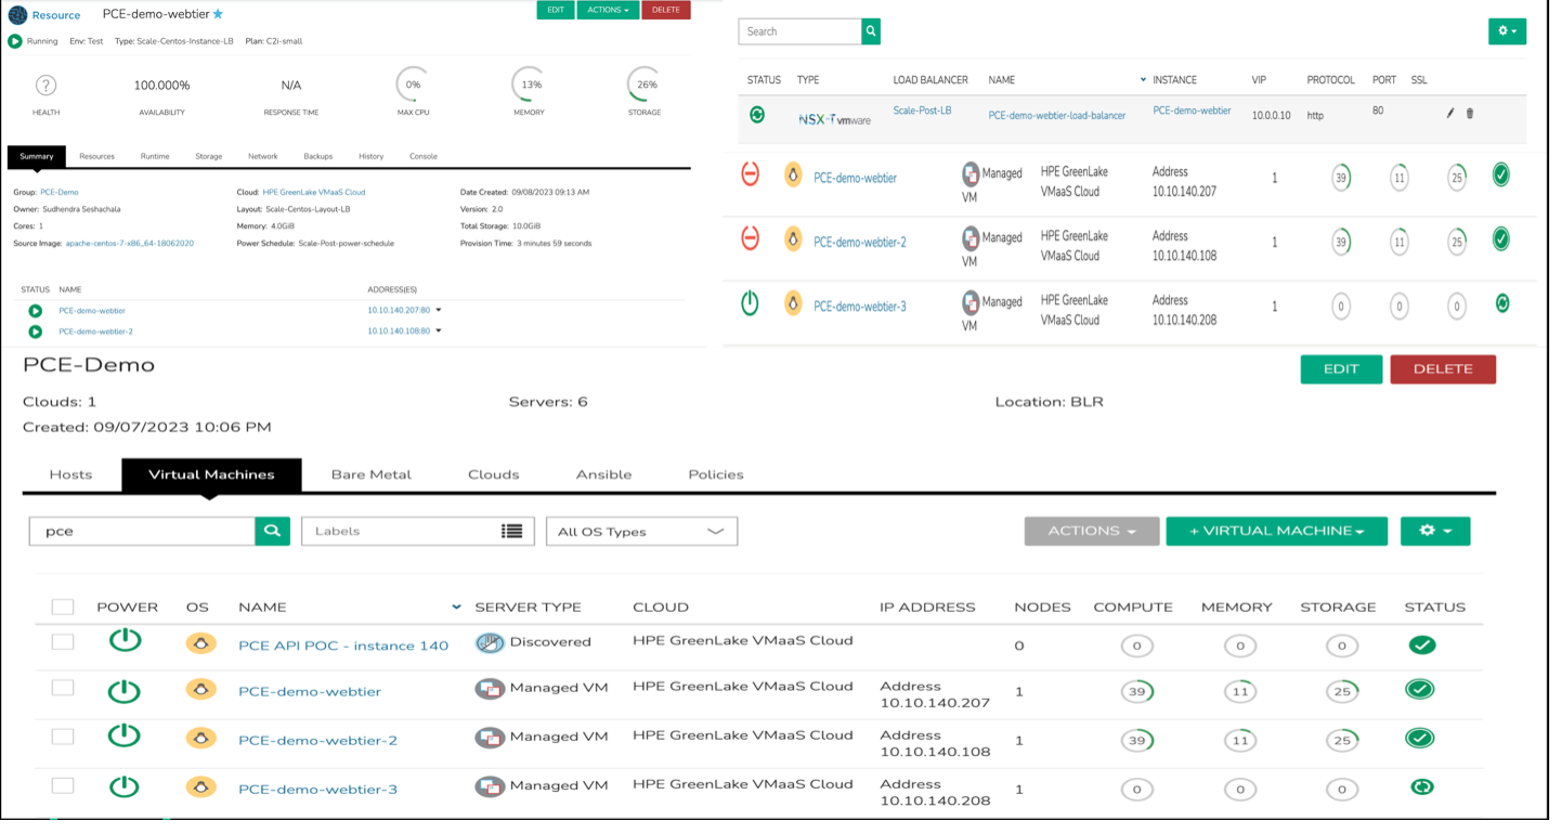 Resource PCE-demo-webtier EDIT ACTIONS DELETE
Running Env: Test Type: Scale-Centos-Instance-LB Plan: C2i-small
? 100.000% N/A 0% 13% 26%
HEALTH AVAILABILITY RESPONSE TIME MAX CPU MEMORY STORAGE
Summary Resources Runtime Storage Network Backups History Console
Group: PCE-Demo Cloud: HPE GreenLake VMaaS Cloud Date Created: 09/08/2023 09:13 AM
Owner: Sudhendra Seshachala Layout: Scale-Centos-Layout-LB Version: 2.0
Cores: 1 Memory: 4.0GiB Total Storage: 10.0GiB
Source Image: apache-centos-7-x86_64-18062020 Power Schedule: Scale-Post-power-schedule Provision Time: 3 minutes 59 seconds
STATUS NAME ADDRESS(ES)
PCE-demo-webtier 10.10.140.207:80
PCE-demo-webtier-2 10.10.140.108:80
Search
STATUS TYPE LOAD BALANCER NAME INSTANCE VIP PROTOCOL PORT SSL
NSX-T vmware Scale-Post-LB PCE-demo-webtier-load-balancer PCE-demo-webtier 10.0.0.10 http 80
PCE-demo-webtier Managed HPE GreenLake Address 1 39 11 25
VM VMaaS Cloud 10.10.140.207
PCE-demo-webtier-2 Managed HPE GreenLake Address 1 39 11 25
VM VMaaS Cloud 10.10.140.108
PCE-demo-webtier-3 Managed HPE GreenLake Address 1 0 0 0
VM VMaaS Cloud 10.10.140.208
PCE-Demo EDIT DELETE
Clouds: 1 Servers: 6 Location: BLR
Created: 09/07/2023 10:06 PM
Hosts Virtual Machines Bare Metal Clouds Ansible Policies
pce Labels All OS Types ACTIONS + VIRTUAL MACHINE
POWER OS NAME SERVER TYPE CLOUD IP ADDRESS NODES COMPUTE MEMORY STORAGE STATUS
PCE API POC - instance 140 Discovered HPE GreenLake VMaaS Cloud 0 0 0 0
PCE-demo-webtier Managed VM HPE GreenLake VMaaS Cloud Address 1 39 11 25
10.10.140.207
PCE-demo-webtier-2 Managed VM HPE GreenLake VMaaS Cloud Address 1 39 11 25
10.10.140.108
PCE-demo-webtier-3 Managed VM HPE GreenLake VMaaS Cloud Address 1 0 0 0
10.10.140.208